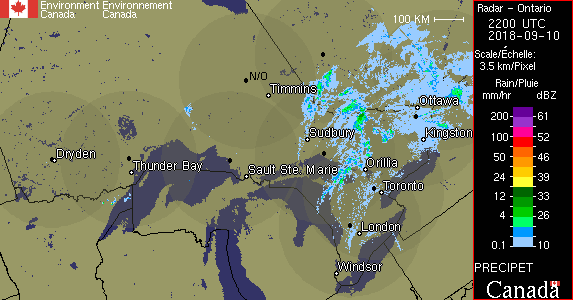 Environment Environnement
Canada Canada
100 KM
N/O
Timmins
Ottawa
Sudbury
Kingston
Dryden
Thunder Bay
Sault Ste. Marie
Orillia
Toronto
London
Windsor
Radar - Ontario
2200 UTC
2018-09-10
Scale/Échelle:
3.5 km/Pixel
Rain/Pluie
mm/hr dBZ
200 61
100 52
50 46
24 39
12 33
4 26
0.1 10
PRECIPET
Canada